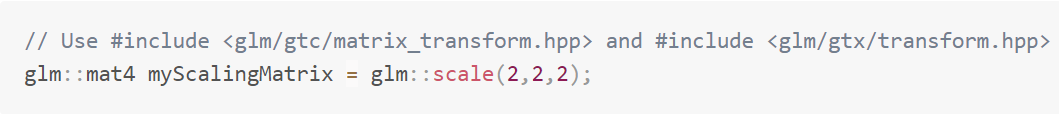 // Use #include <glm/gtc/matrix_transform.hpp> and #include <glm/gtx/transform.hpp>
glm::mat4 myScalingMatrix = glm::scale(2,2,2);